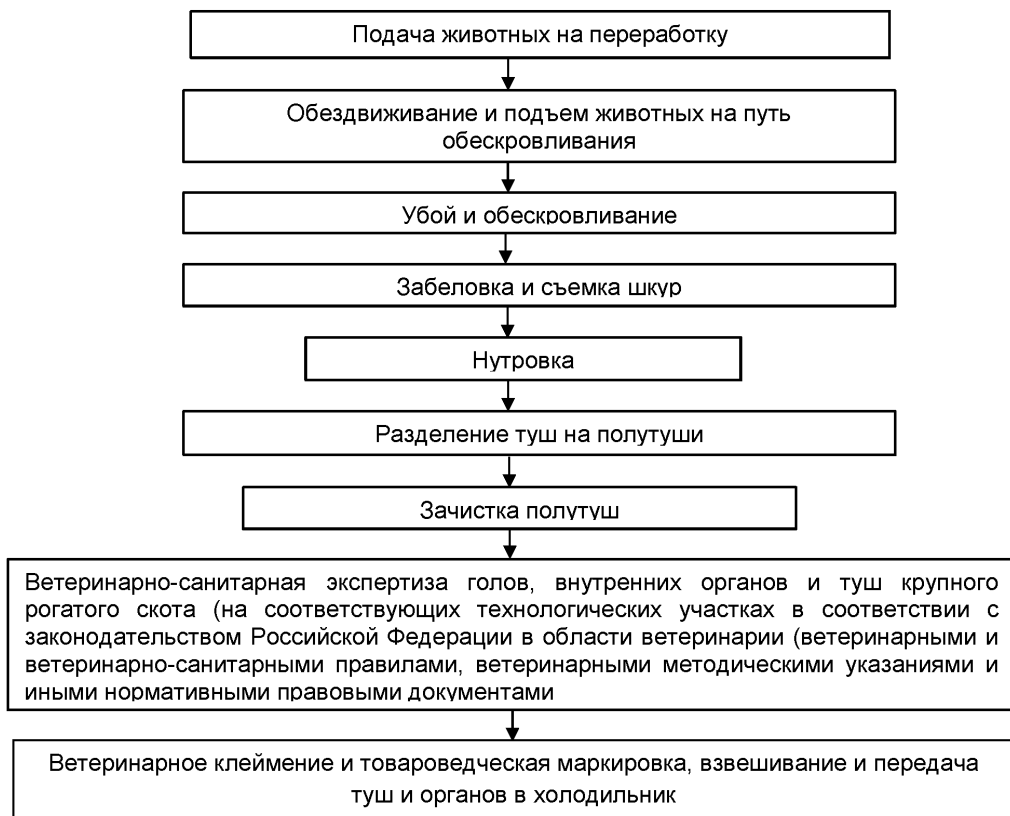 Подача животных на переработку
Обездвиживание и подъем животных на путь
обескровливания
Убой и обескровливание
Забеловка и съемка шкур
Нутровка
Разделение туш на полутуши
Зачистка полутуш
Ветеринарно-санитарная экспертиза голов, внутренних органов и туш крупного
рогатого скота (на соответствующих технологических участках в соответствии с
законодательством Российской Федерации в области ветеринарии (ветеринарными и
ветеринарно-санитарными правилами, ветеринарными методическими указаниями и
иными нормативными правовыми документами
Ветеринарное клеймение и товароведческая маркировка, взвешивание и передача
туш и органов в холодильник